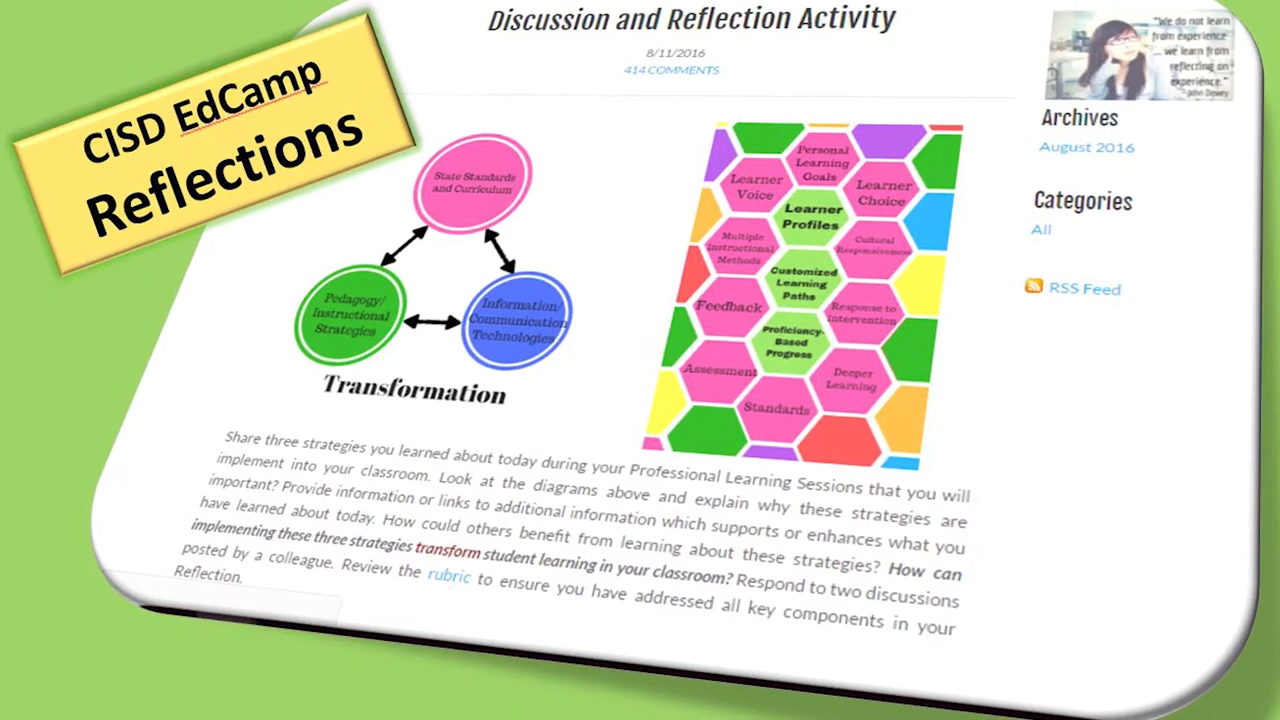 CISD EdCamp
Reflections
Discussion and Reflection Activity
8/11/2016
414 COMMENTS
State Standards
and Curriculum
Pedagogy/
Instructional
Strategies
Information/
Communication
Technologies
Transformation
Personal
Learning
Goals
Learner
Voice
Learner
Choice
Learner
Profiles
Multiple
Instructional
Methods
Cultural
Responsiveness
Customized
Learning
Paths
Feedback
Response to
Intervention
Proficiency-
Based
Progress
Assessment
Deeper
Learning
Standards
Share three strategies you learned about today during your Professional Learning Sessions that you will
implement into your classroom. Look at the diagrams above and explain why these strategies are
important? Provide information or links to additional information which supports or enhances what you
have learned about today. How could others benefit from learning about these strategies? How can
implementing these three strategies transform student learning in your classroom? Respond to two discussions
posted by a colleague. Review the rubric to ensure you have addressed all key components in your
Reflection.
"We do not learn
from experience
... we learn from
reflecting on
experience."
- John Dewey
Archives
August 2016
Categories
All
RSS Feed